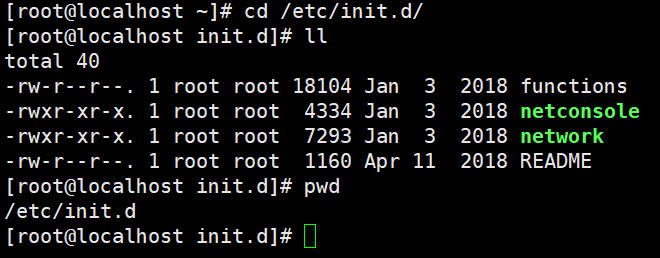 [root@localhost ~]# cd /etc/init.d/
[root@localhost init.d]# ll
total 40
-rw-r--r--. 1 root root 18104 Jan  3  2018 functions
-rwxr-xr-x. 1 root root  4334 Jan  3  2018 netconsole
-rwxr-xr-x. 1 root root  7293 Jan  3  2018 network
-rw-r--r--. 1 root root  1160 Apr 11  2018 README
[root@localhost init.d]# pwd
/etc/init.d
[root@localhost init.d]#